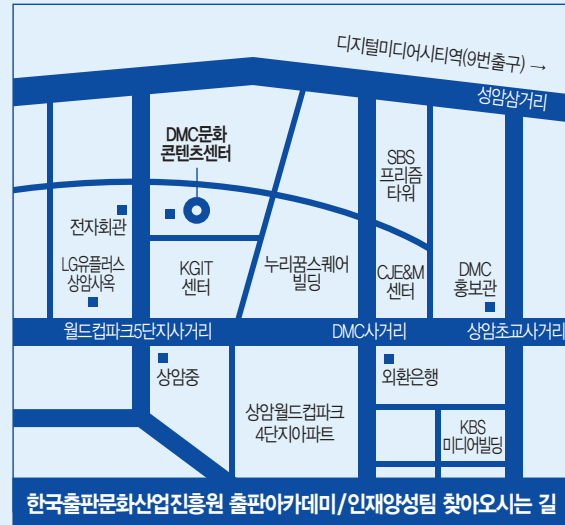 디지털미디어시티역(9번출구) →
성암삼거리
DMC문화
콘텐츠센터
SBS
프리즘
타워
전자회관
LG유플러스
상암사옥
KGIT
센터
누리꿈스퀘어
빌딩
CJE&M
센터
DMC
홍보관
월드컵파크5단지사거리
DMC사거리
상암초교사거리
상암중
외환은행
상암월드컵파크
4단지아파트
KBS
미디어빌딩
한국출판문화산업진흥원 출판아카데미/인재양성팀 찾아오시는 길